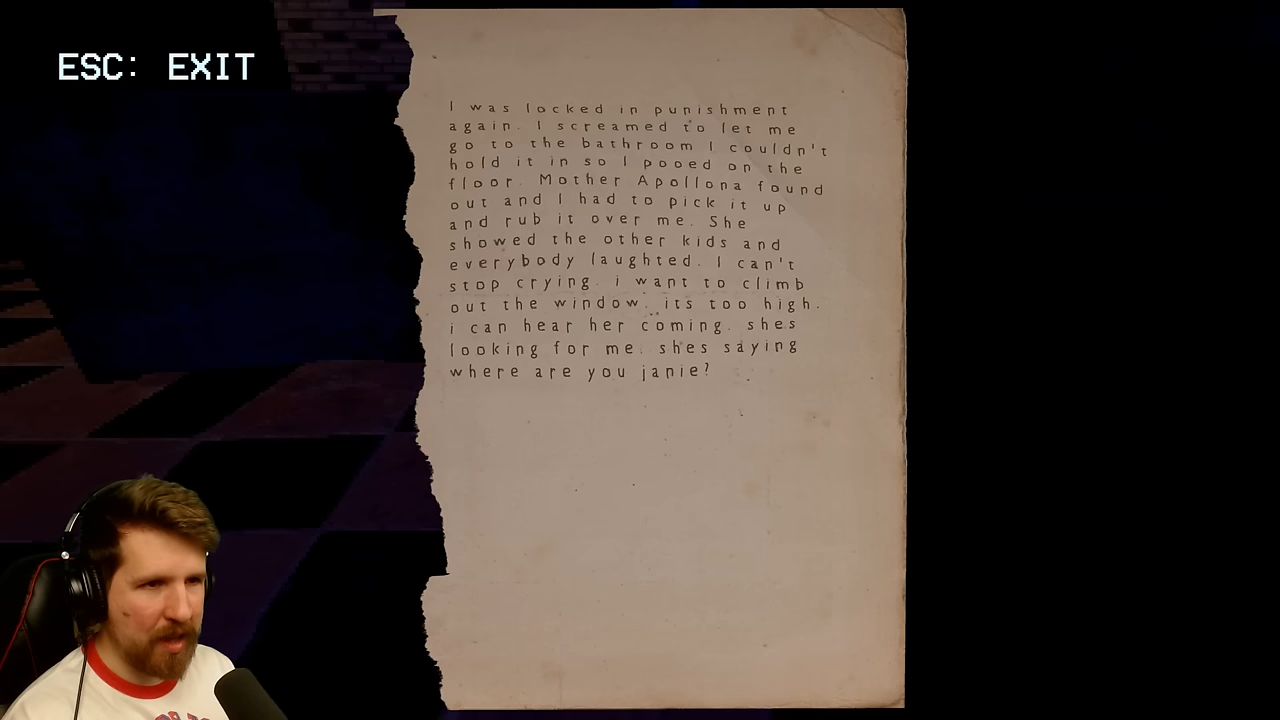 ESC: EXIT
I was locked in punishment
again. I screamed to let me
go to the bathroom I couldn't
hold it in so I pooed on the
floor. Mother Apollona found
out and I had to pick it up
and rub it over me. She
showed the other kids and
everybody laughted. I can't
stop crying. i want to climb
out the window. its too high.
i can hear her coming. shes
looking for me. shes saying
where are you janie?